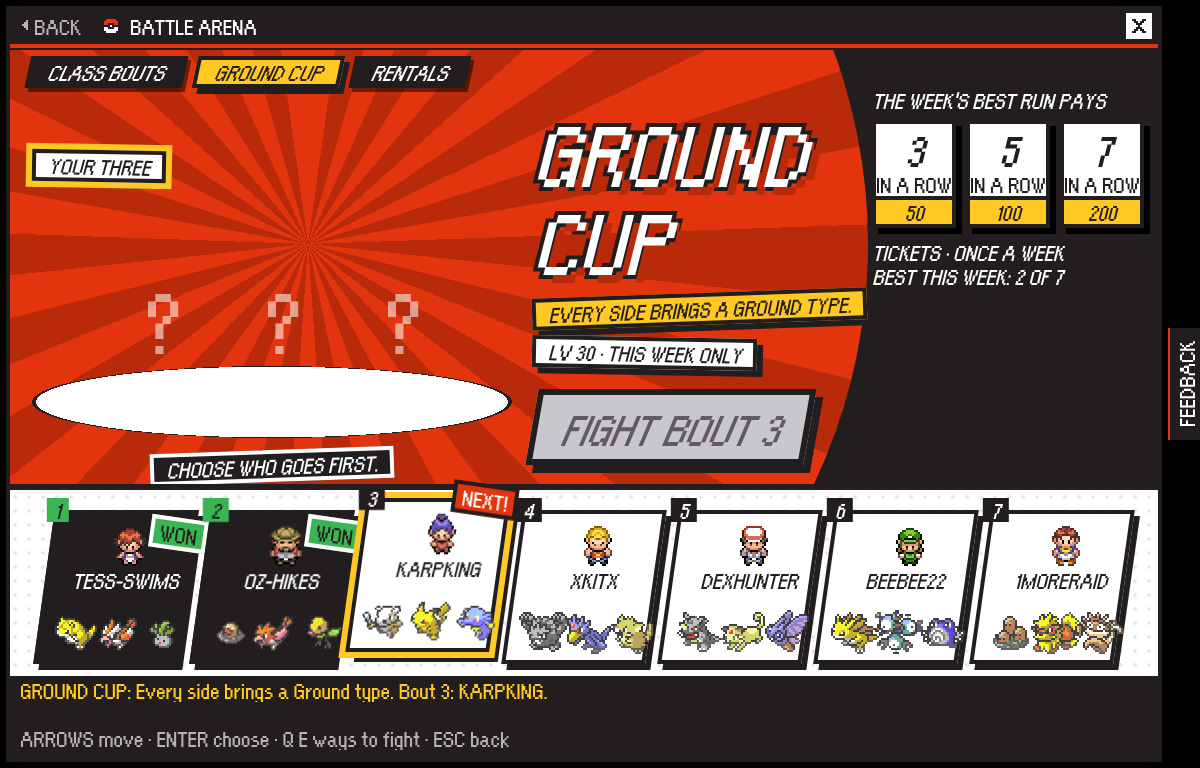 BACK
BATTLE ARENA
X
CLASS BOUTS
GROUND CUP
RENTALS
YOUR THREE
? ? ?
CHOOSE WHO GOES FIRST.
GROUND
CUP
EVERY SIDE BRINGS A GROUND TYPE.
LV 30 · THIS WEEK ONLY
FIGHT BOUT 3
THE WEEK'S BEST RUN PAYS
3
IN A ROW
50
5
IN A ROW
100
7
IN A ROW
200
TICKETS · ONCE A WEEK
BEST THIS WEEK: 2 OF 7
FEEDBACK
1
WON
TESS-SWIMS
2
WON
OZ-HIKES
3
NEXT!
KARPKING
4
XKITX
5
DEXHUNTER
6
BEEBEE22
7
1MORERAID
GROUND CUP: Every side brings a Ground type. Bout 3: KARPKING.
ARROWS move · ENTER choose · Q E ways to fight · ESC back